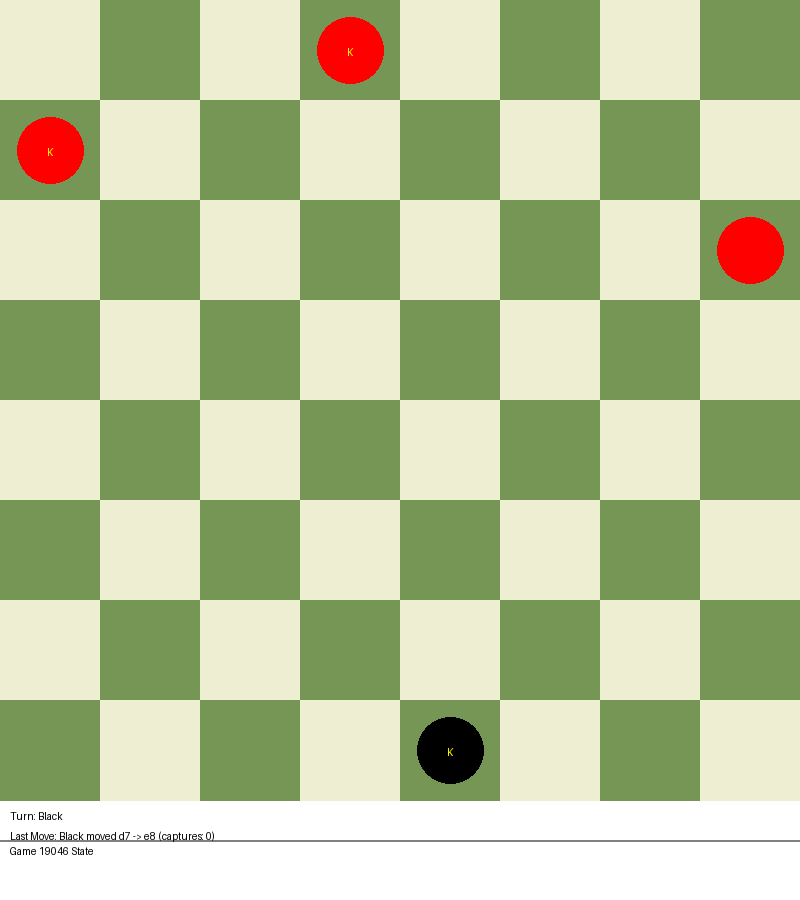 K
K
K
Turn: Black
Last Move: Black moved d7 -> e8 (captures: 0)
Game 19046 State